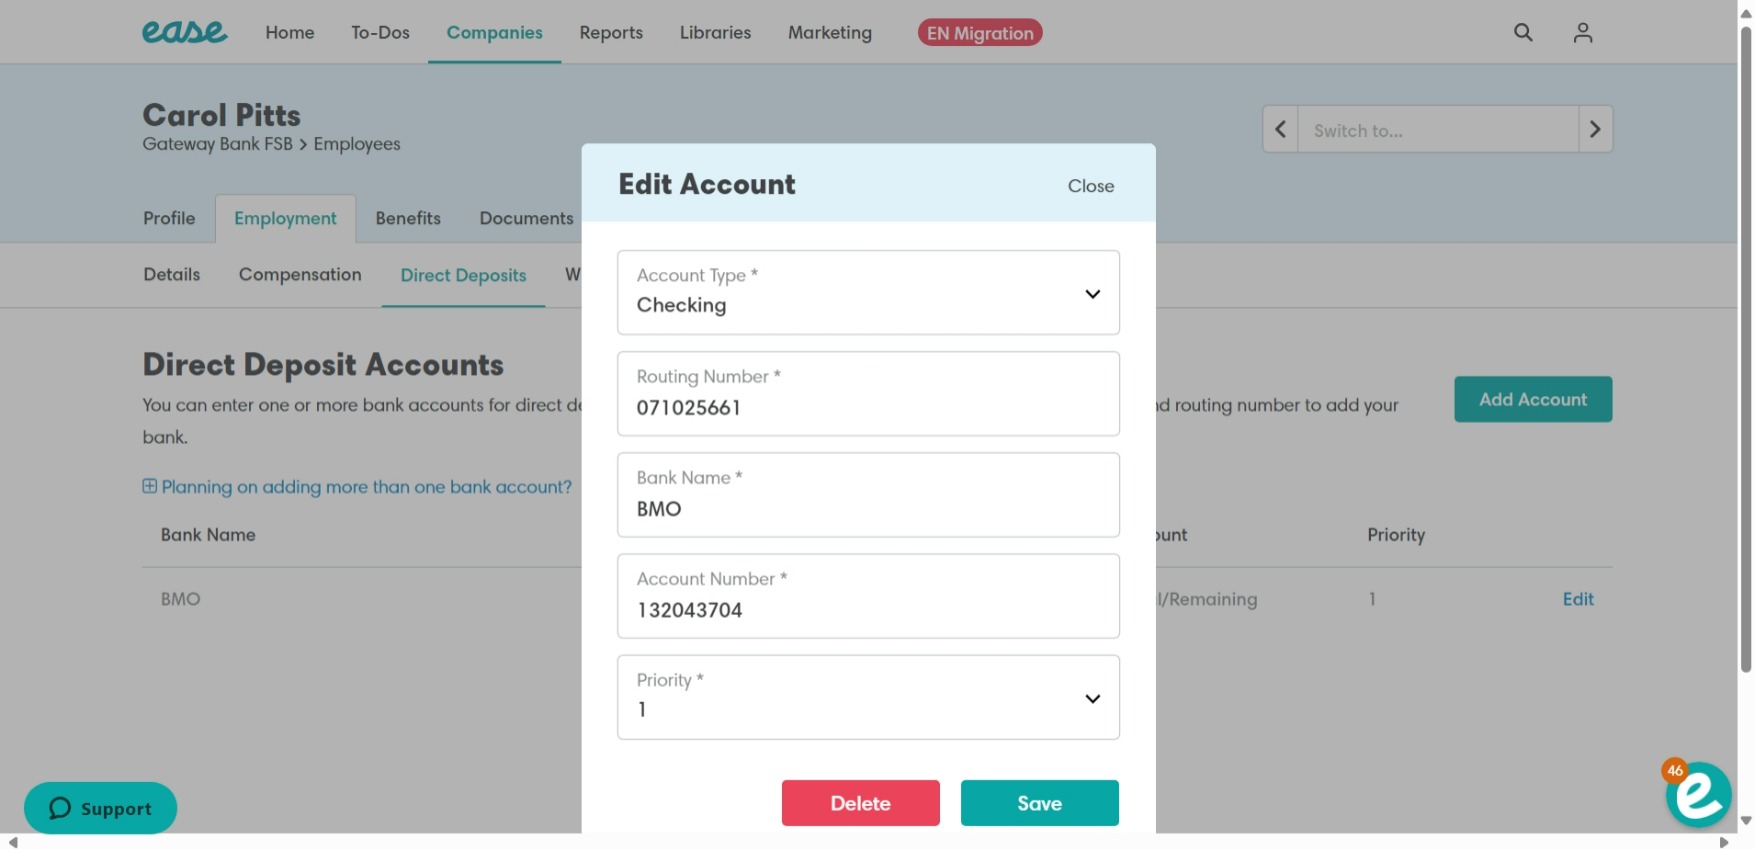 ease Home To-Dos Companies Reports Libraries Marketing EN Migration
Carol Pitts
Gateway Bank FSB > Employees
Switch to...
Profile Employment Benefits Documents
Details Compensation Direct Deposits W
Direct Deposit Accounts
You can enter one or more bank accounts for direct de
nd routing number to add your
bank.
Add Account
Planning on adding more than one bank account?
Bank Name
ount
Priority
BMO
l/Remaining
1
Edit
Edit Account
Close
Account Type *
Checking
Routing Number *
071025661
Bank Name *
BMO
Account Number *
132043704
Priority *
1
Delete
Save
Support
46
e